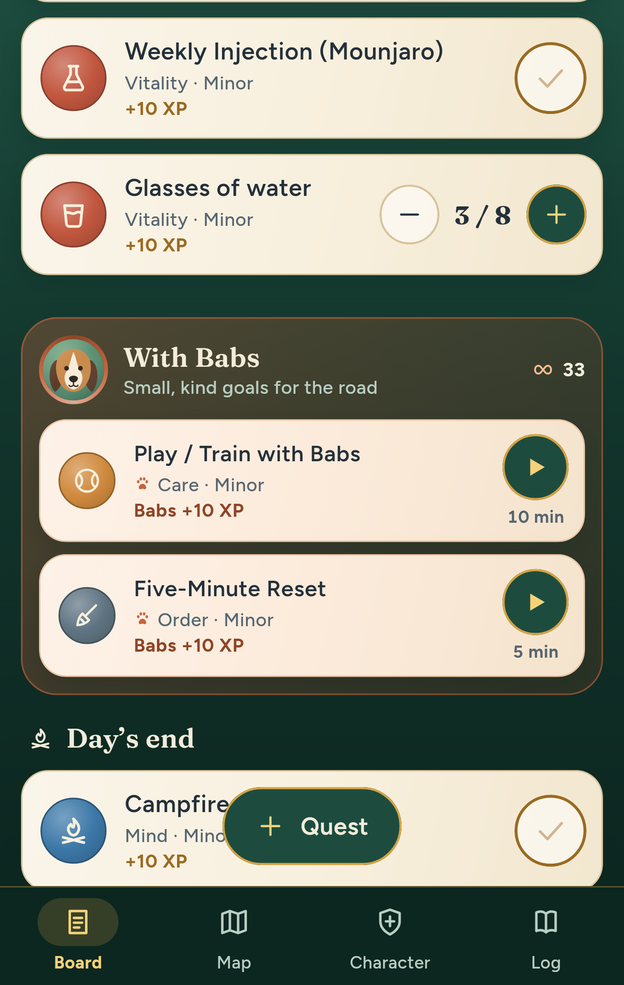 Weekly Injection (Mounjaro)
Vitality · Minor
+10 XP
Glasses of water
Vitality · Minor
+10 XP
3 / 8
With Babs
Small, kind goals for the road
∞ 33
Play / Train with Babs
Care · Minor
Babs +10 XP
10 min
Five-Minute Reset
Order · Minor
Babs +10 XP
5 min
Day’s end
Campfire
Mind · Mino
+10 XP
+ Quest
Board
Map
Character
Log